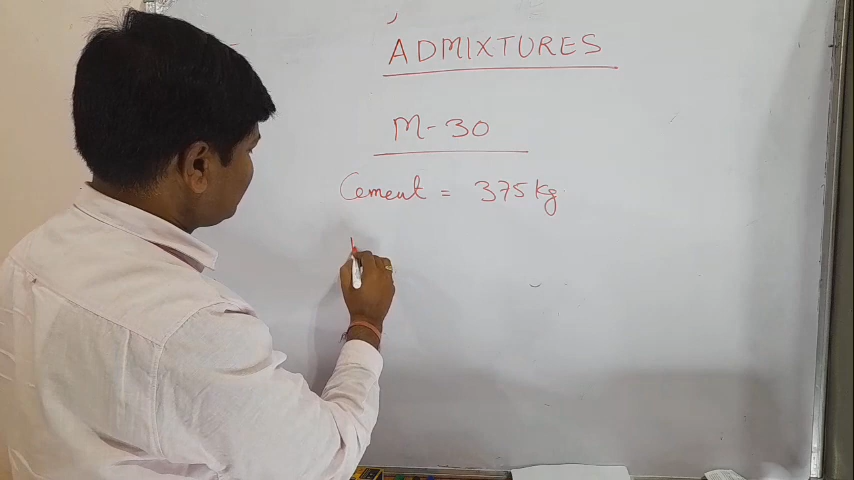 ADMIXTURES
M-30
Cement = 375 kg